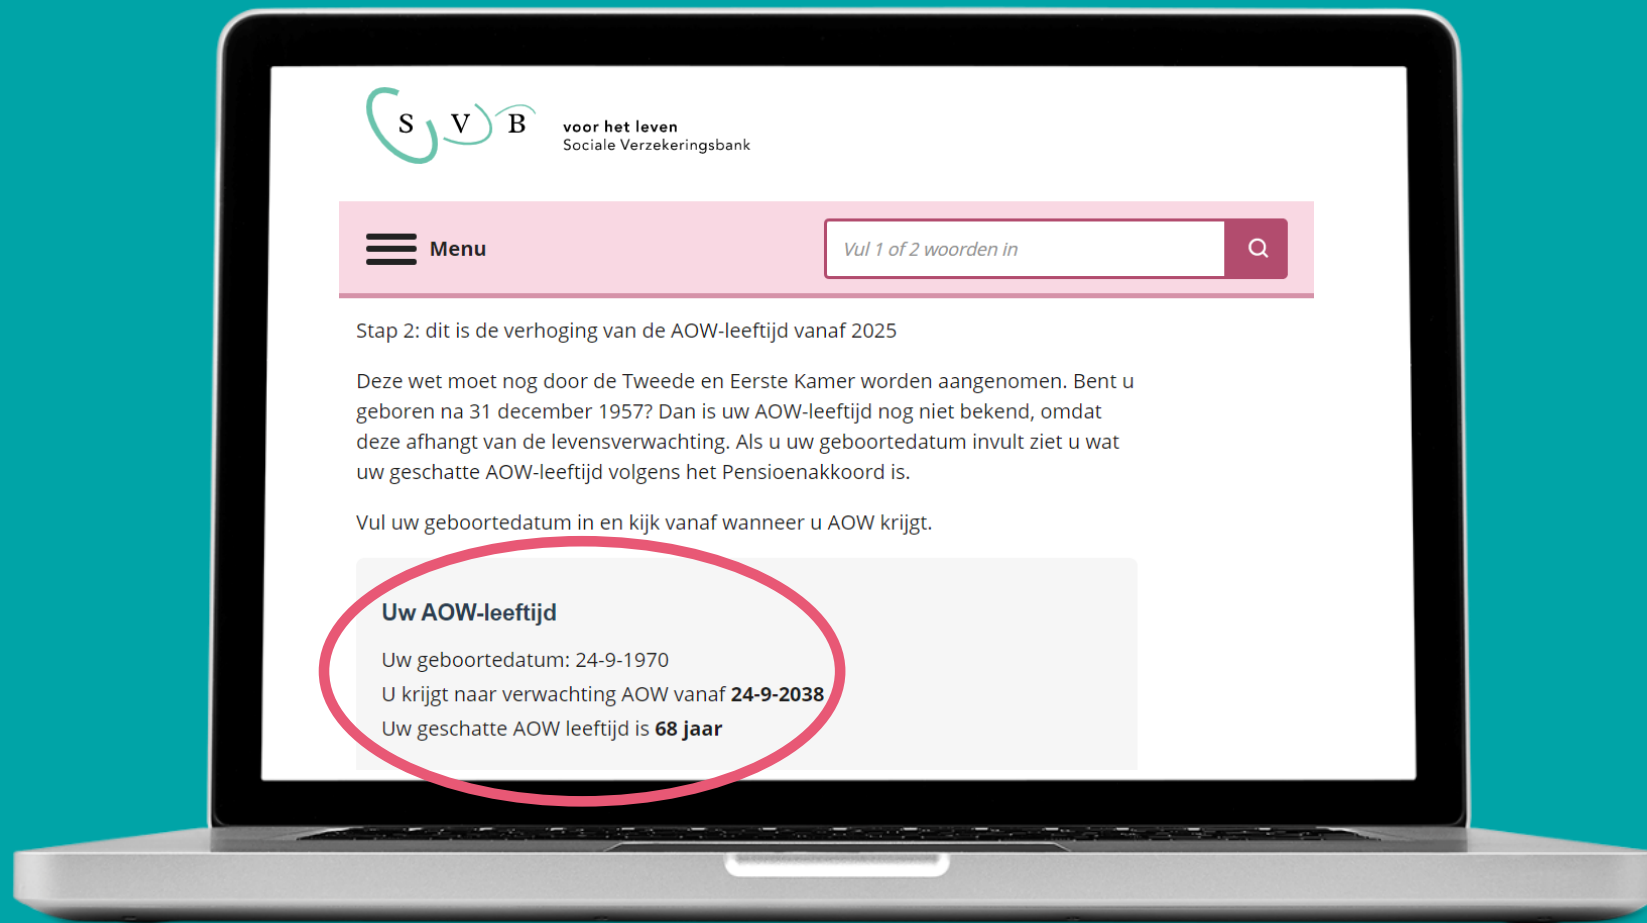 S V B
voor het leven
Sociale Verzekeringsbank
Menu
Vul 1 of 2 woorden in
Stap 2: dit is de verhoging van de AOW-leeftijd vanaf 2025
Deze wet moet nog door de Tweede en Eerste Kamer worden aangenomen. Bent u
geboren na 31 december 1957? Dan is uw AOW-leeftijd nog niet bekend, omdat
deze afhangt van de levensverwachting. Als u uw geboortedatum invult ziet u wat
uw geschatte AOW-leeftijd volgens het Pensioenakkoord is.
Vul uw geboortedatum in en kijk vanaf wanneer u AOW krijgt.
Uw AOW-leeftijd
Uw geboortedatum: 24-9-1970
U krijgt naar verwachting AOW vanaf 24-9-2038
Uw geschatte AOW leeftijd is 68 jaar